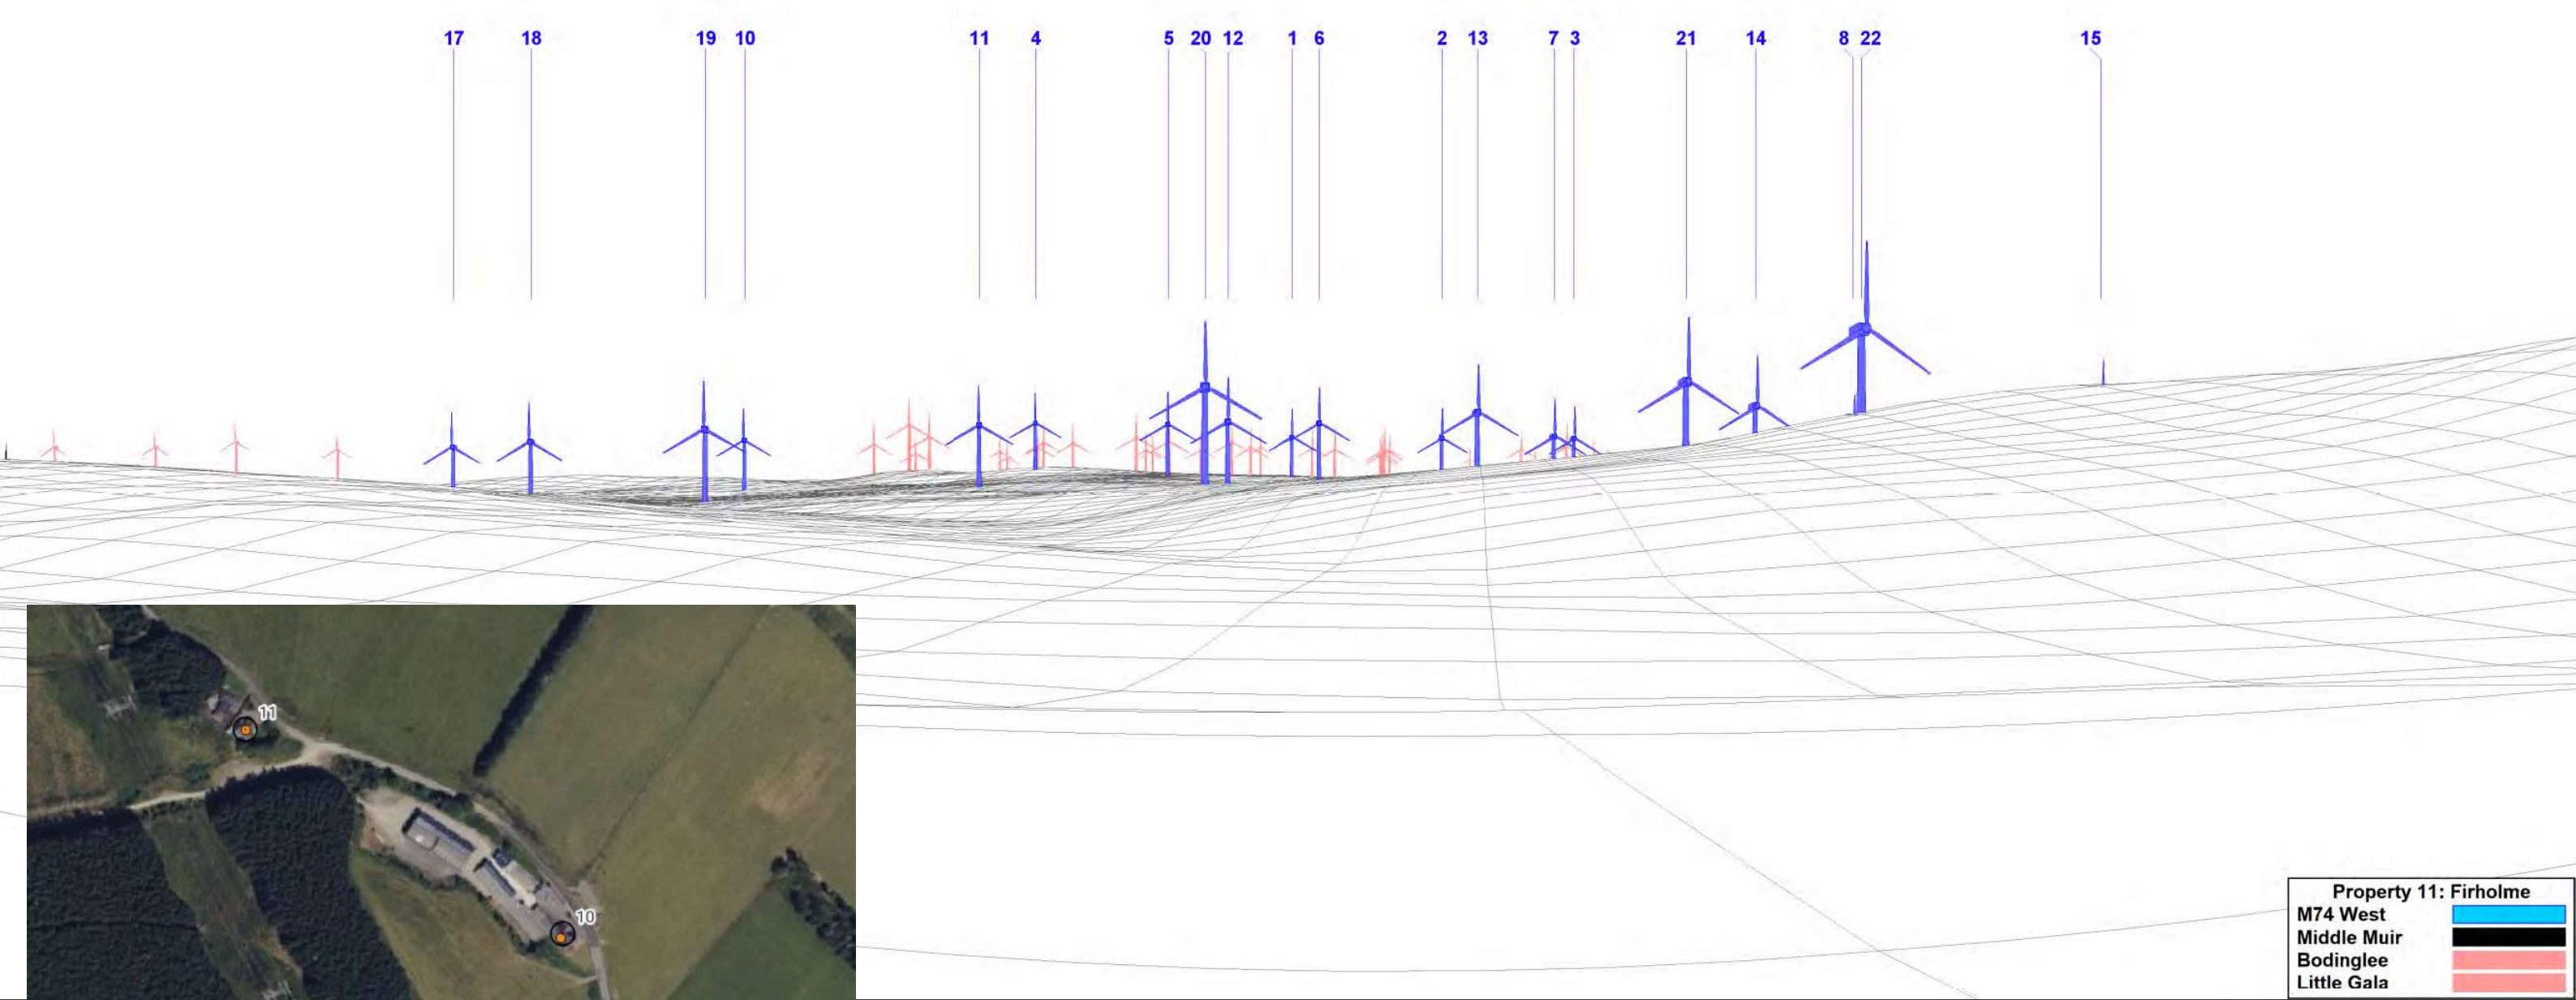 17 18 19 10 11 4 5 20 12 1 6 2 13 7 3 21 14 8 22 15
11
10
Property 11: Firholme
M74 West
Middle Muir
Bodinglee
Little Gala